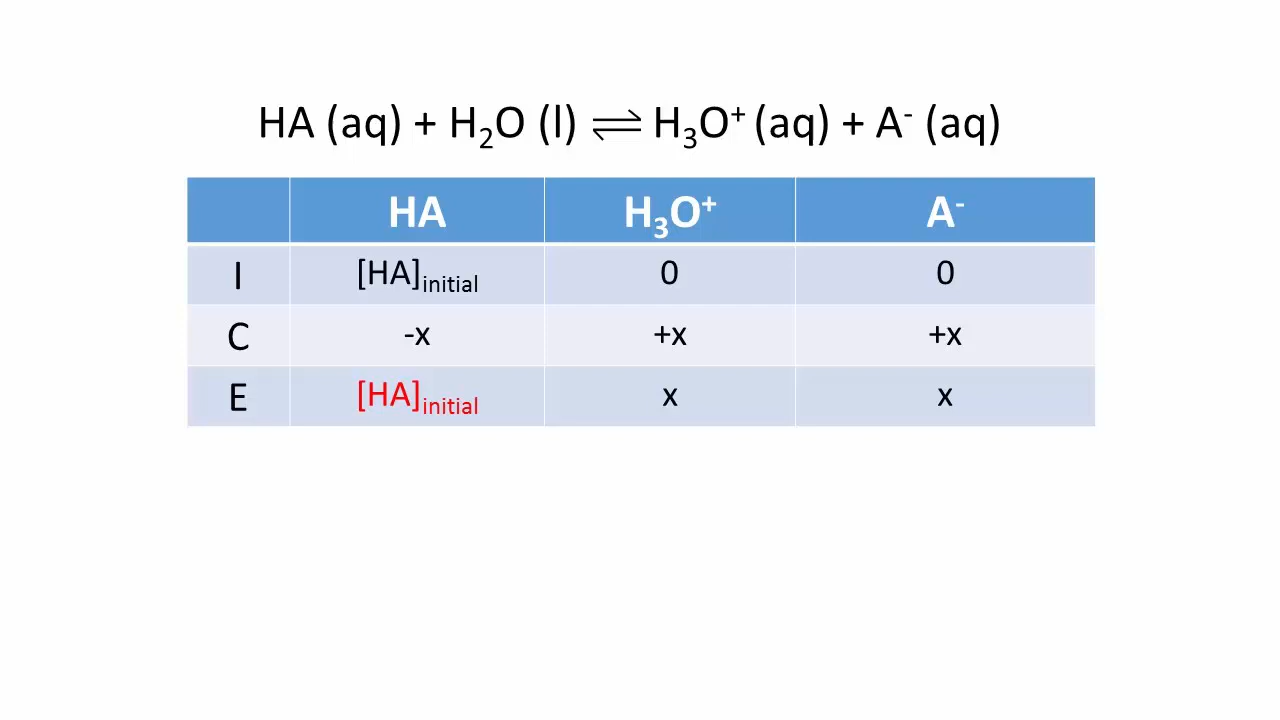 HA (aq) + H₂O (l) ⇌ H₃O⁺ (aq) + A⁻ (aq)
HA H₃O⁺ A⁻
I [HA]initial 0 0
C -x +x +x
E [HA]initial x x